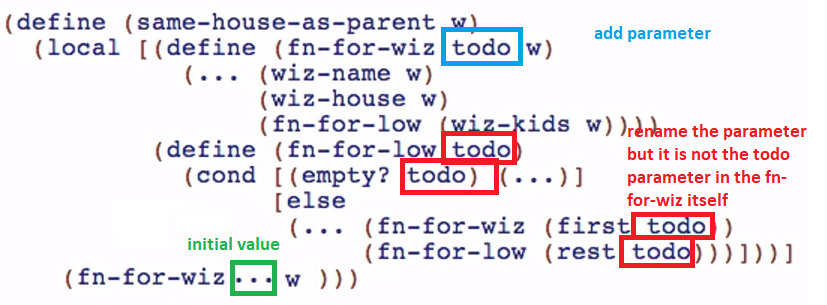 (define (same-house-as-parent w)
(local [(define (fn-for-wiz todo w) add parameter
(... (wiz-name w)
(wiz-house w)
(fn-for-low (wiz-kids w))))
rename the parameter
(define (fn-for-low todo)
but it is not the todo
(cond [(empty? todo) (...)]
parameter in the fn-
[else
for-wiz itself
(... (fn-for-wiz (first todo))
initial value
(fn-for-low (rest todo)))]))]
(fn-for-wiz ... w )))